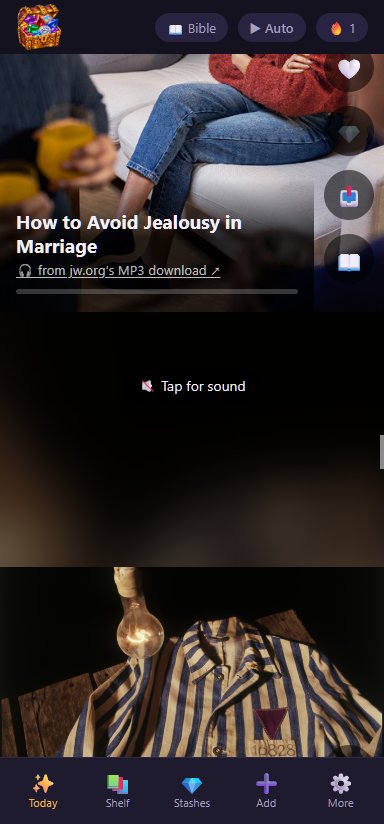 Bible
Auto
1
How to Avoid Jealousy in
Marriage
from jw.org's MP3 download ↗
Tap for sound
Today
Shelf
Stashes
Add
More